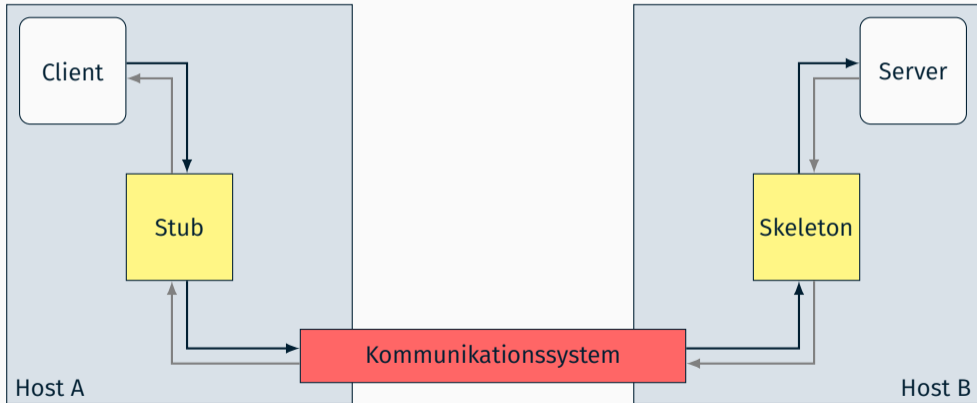 Client
Server
Stub
Skeleton
Kommunikationssystem
Host A
Host B